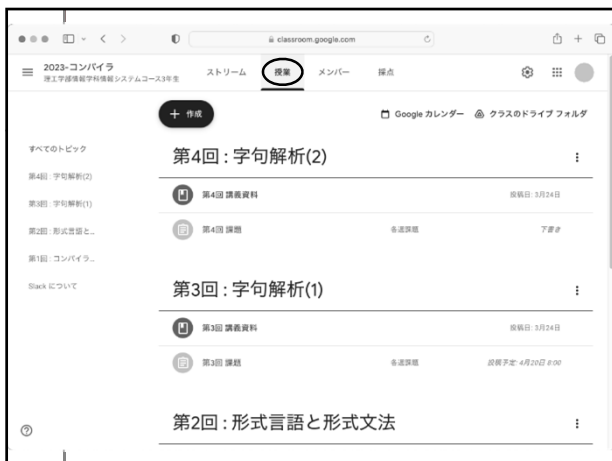 classroom.google.com
2023-コンパイラ
理工学部情報学科情報システムコース3年生
ストリーム 授業 メンバー 採点
作成
Google カレンダー クラスのドライブ フォルダ
すべてのトピック
第4回 : 字句解析(2)
第3回 : 字句解析(1)
第2回 : 形式言語と...
第1回 : コンパイラ...
Slack について
第4回 : 字句解析(2)
第4回 講義資料 投稿日: 3月24日
第4回 課題 各週課題 下書き
第3回 : 字句解析(1)
第3回 講義資料 投稿日: 3月24日
第3回 課題 各週課題 投稿予定: 4月20日 8:00
第2回 : 形式言語と形式文法